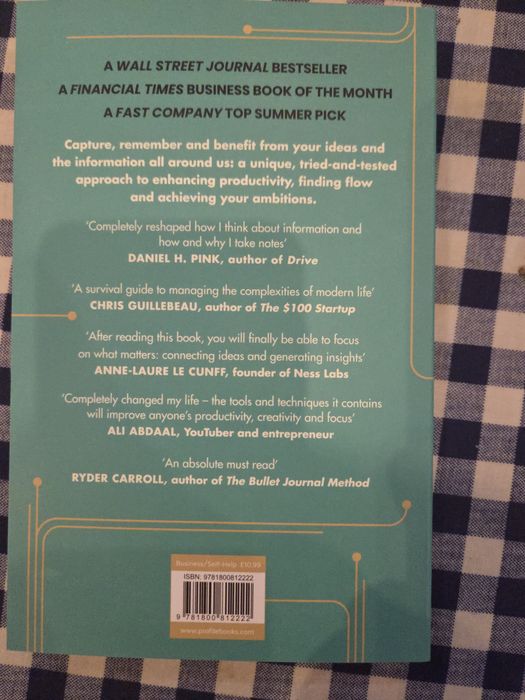 A WALL STREET JOURNAL BESTSELLER
A FINANCIAL TIMES BUSINESS BOOK OF THE MONTH
A FAST COMPANY TOP SUMMER PICK
Capture, remember and benefit from your ideas and
the information all around us: a unique, tried-and-tested
approach to enhancing productivity, finding flow
and achieving your ambitions.
‘Completely reshaped how I think about information and
how and why I take notes’
DANIEL H. PINK, author of Drive
‘A survival guide to managing the complexities of modern life’
CHRIS GUILLEBEAU, author of The $100 Startup
‘After reading this book, you will finally be able to focus
on what matters: connecting ideas and generating insights’
ANNE-LAURE LE CUNFF, founder of Ness Labs
‘Completely changed my life – the tools and techniques it contains
will improve anyone’s productivity, creativity and focus’
ALI ABDAAL, YouTuber and entrepreneur
‘An absolute must read’
RYDER CARROLL, author of The Bullet Journal Method
Business/Self-Help £10.99
ISBN: 9781800812222
9 781800 812222
www.profilebooks.com